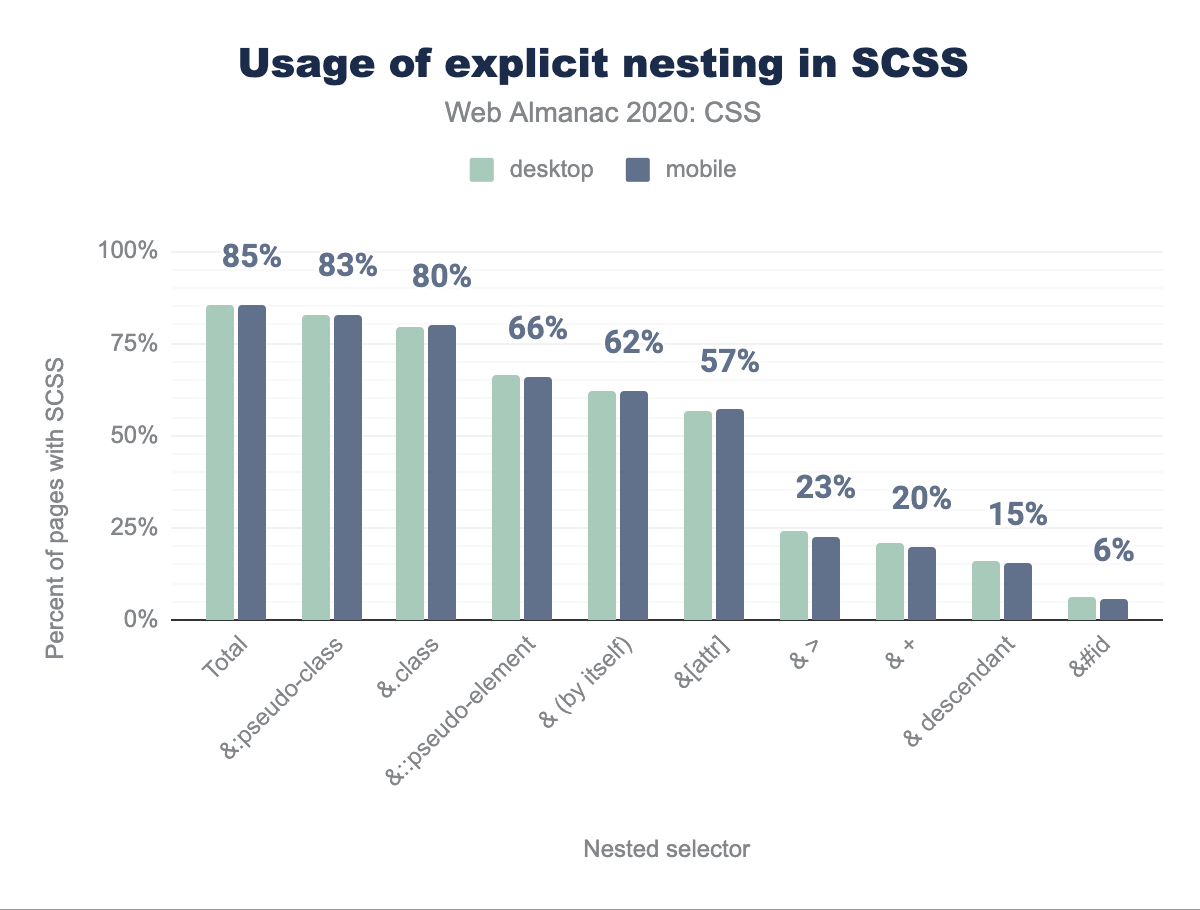 Usage of explicit nesting in SCSS
Web Almanac 2020: CSS
desktop
mobile
Percent of pages with SCSS
100%
75%
50%
25%
0%
85%
83%
80%
66%
62%
57%
23%
20%
15%
6%
Total
&:pseudo-class
&.class
&::pseudo-element
& (by itself)
&[attr]
& >
& +
& descendant
&#id
Nested selector